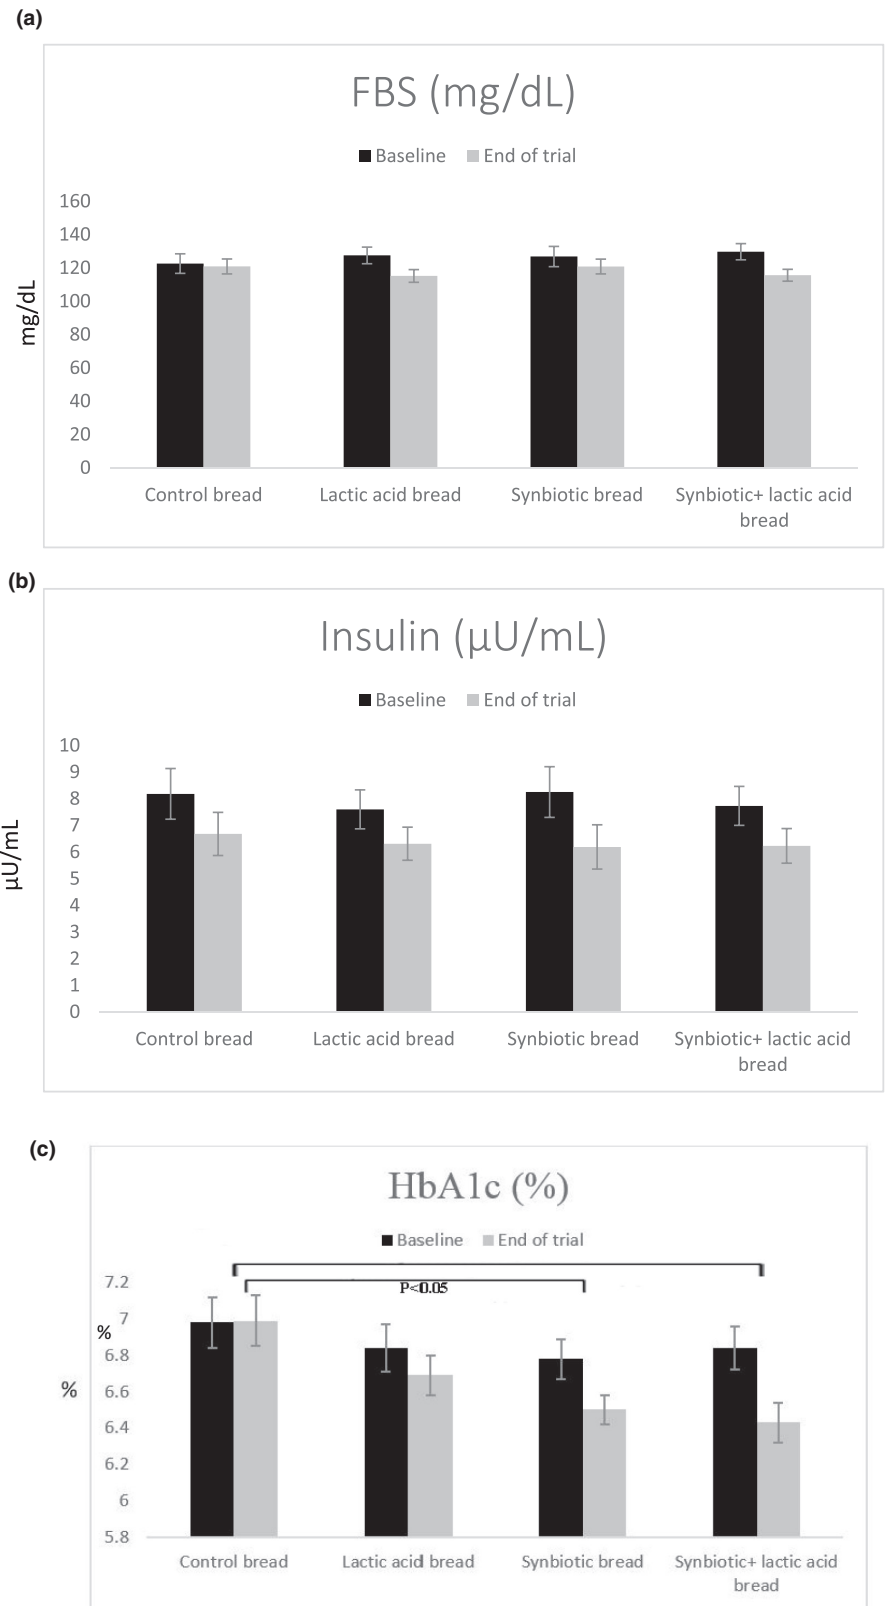 (a)
FBS (mg/dL)
Baseline End of trial
160
140
120
100
80
60
40
20
0
mg/dL
Control bread Lactic acid bread Synbiotic bread Synbiotic+ lactic acid
bread
(b)
Insulin (µU/mL)
Baseline End of trial
10
9
8
7
6
5
4
3
2
1
0
µU/mL
Control bread Lactic acid bread Synbiotic bread Synbiotic+ lactic acid
bread
(c)
HbA1c (%)
Baseline End of trial
P<0.05
7.2
7
%
6.8
%
6.6
6.4
6.2
6
5.8
Control bread Lactic acid bread Synbiotic bread Synbiotic+ lactic acid
bread